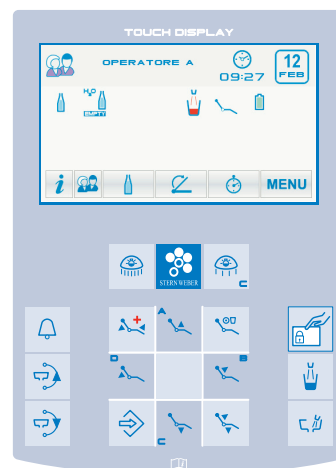 TOUCH DISPLAY
OPERATORE A
09:27
12
FEB
H2O
EMPTY
i
MENU
STERN WEBER
C
A
D
B
C